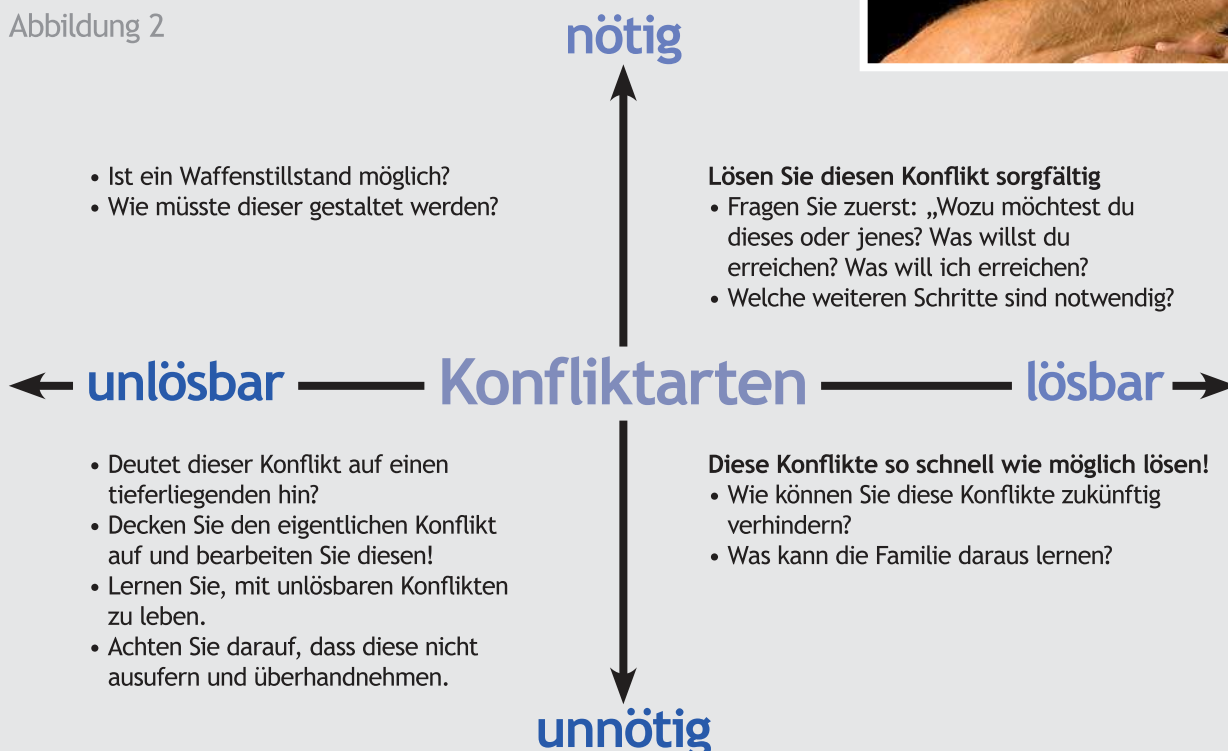 Abbildung 2
nötig
• Ist ein Waffenstillstand möglich?
• Wie müsste dieser gestaltet werden?
Lösen Sie diesen Konflikt sorgfältig
• Fragen Sie zuerst: „Wozu möchtest du
dieses oder jenes? Was willst du
erreichen? Was will ich erreichen?
• Welche weiteren Schritte sind notwendig?
unlösbar Konfliktarten lösbar
• Deutet dieser Konflikt auf einen
tieferliegenden hin?
• Decken Sie den eigentlichen Konflikt
auf und bearbeiten Sie diesen!
• Lernen Sie, mit unlösbaren Konflikten
zu leben.
• Achten Sie darauf, dass diese nicht
ausufern und überhandnehmen.
Diese Konflikte so schnell wie möglich lösen!
• Wie können Sie diese Konflikte zukünftig
verhindern?
• Was kann die Familie daraus lernen?
unnötig